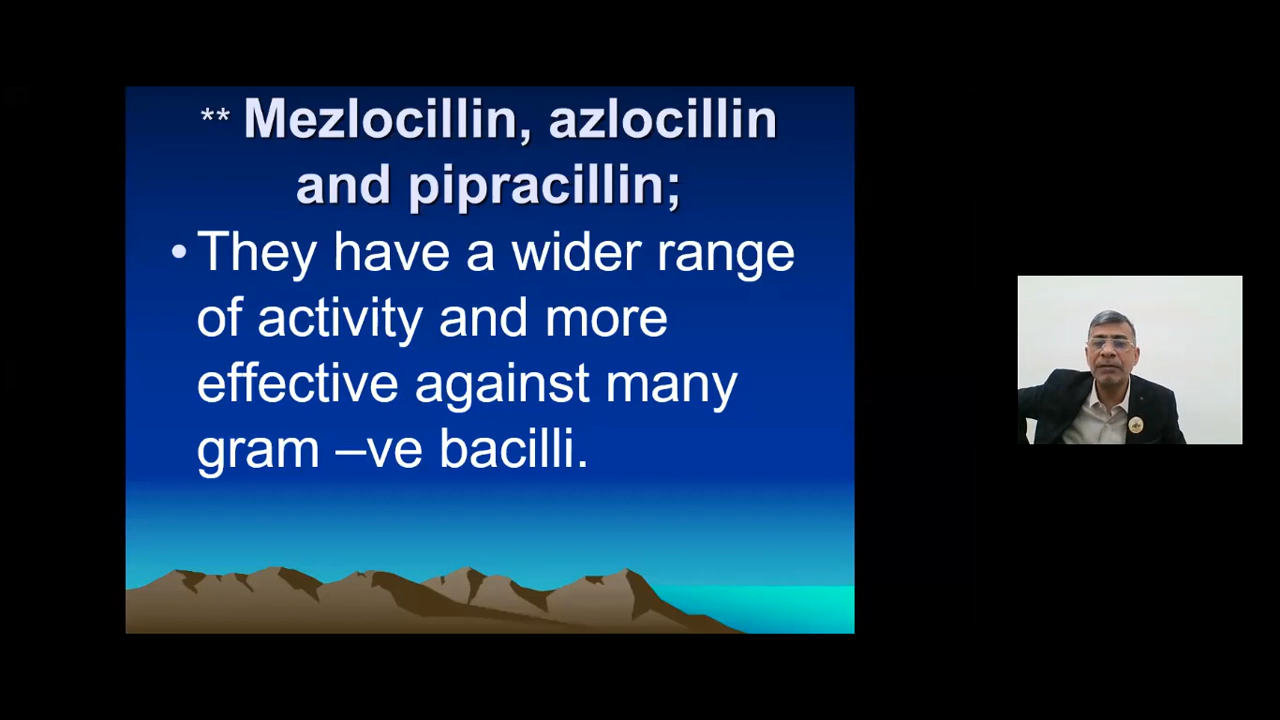 ** Mezlocillin, azlocillin
and pipracillin;
• They have a wider range
of activity and more
effective against many
gram –ve bacilli.